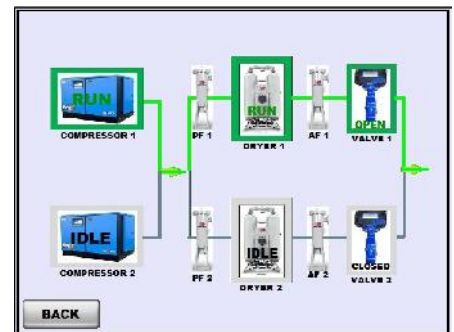 RUN
COMPRESSOR 1
PF 1
RUN
DRYER 1
AF 1
OPEN
VALVE 1
IDLE
COMPRESSOR 2
PF 2
IDLE
DRYER 2
AF 2
CLOSED
VALVE 2
BACK